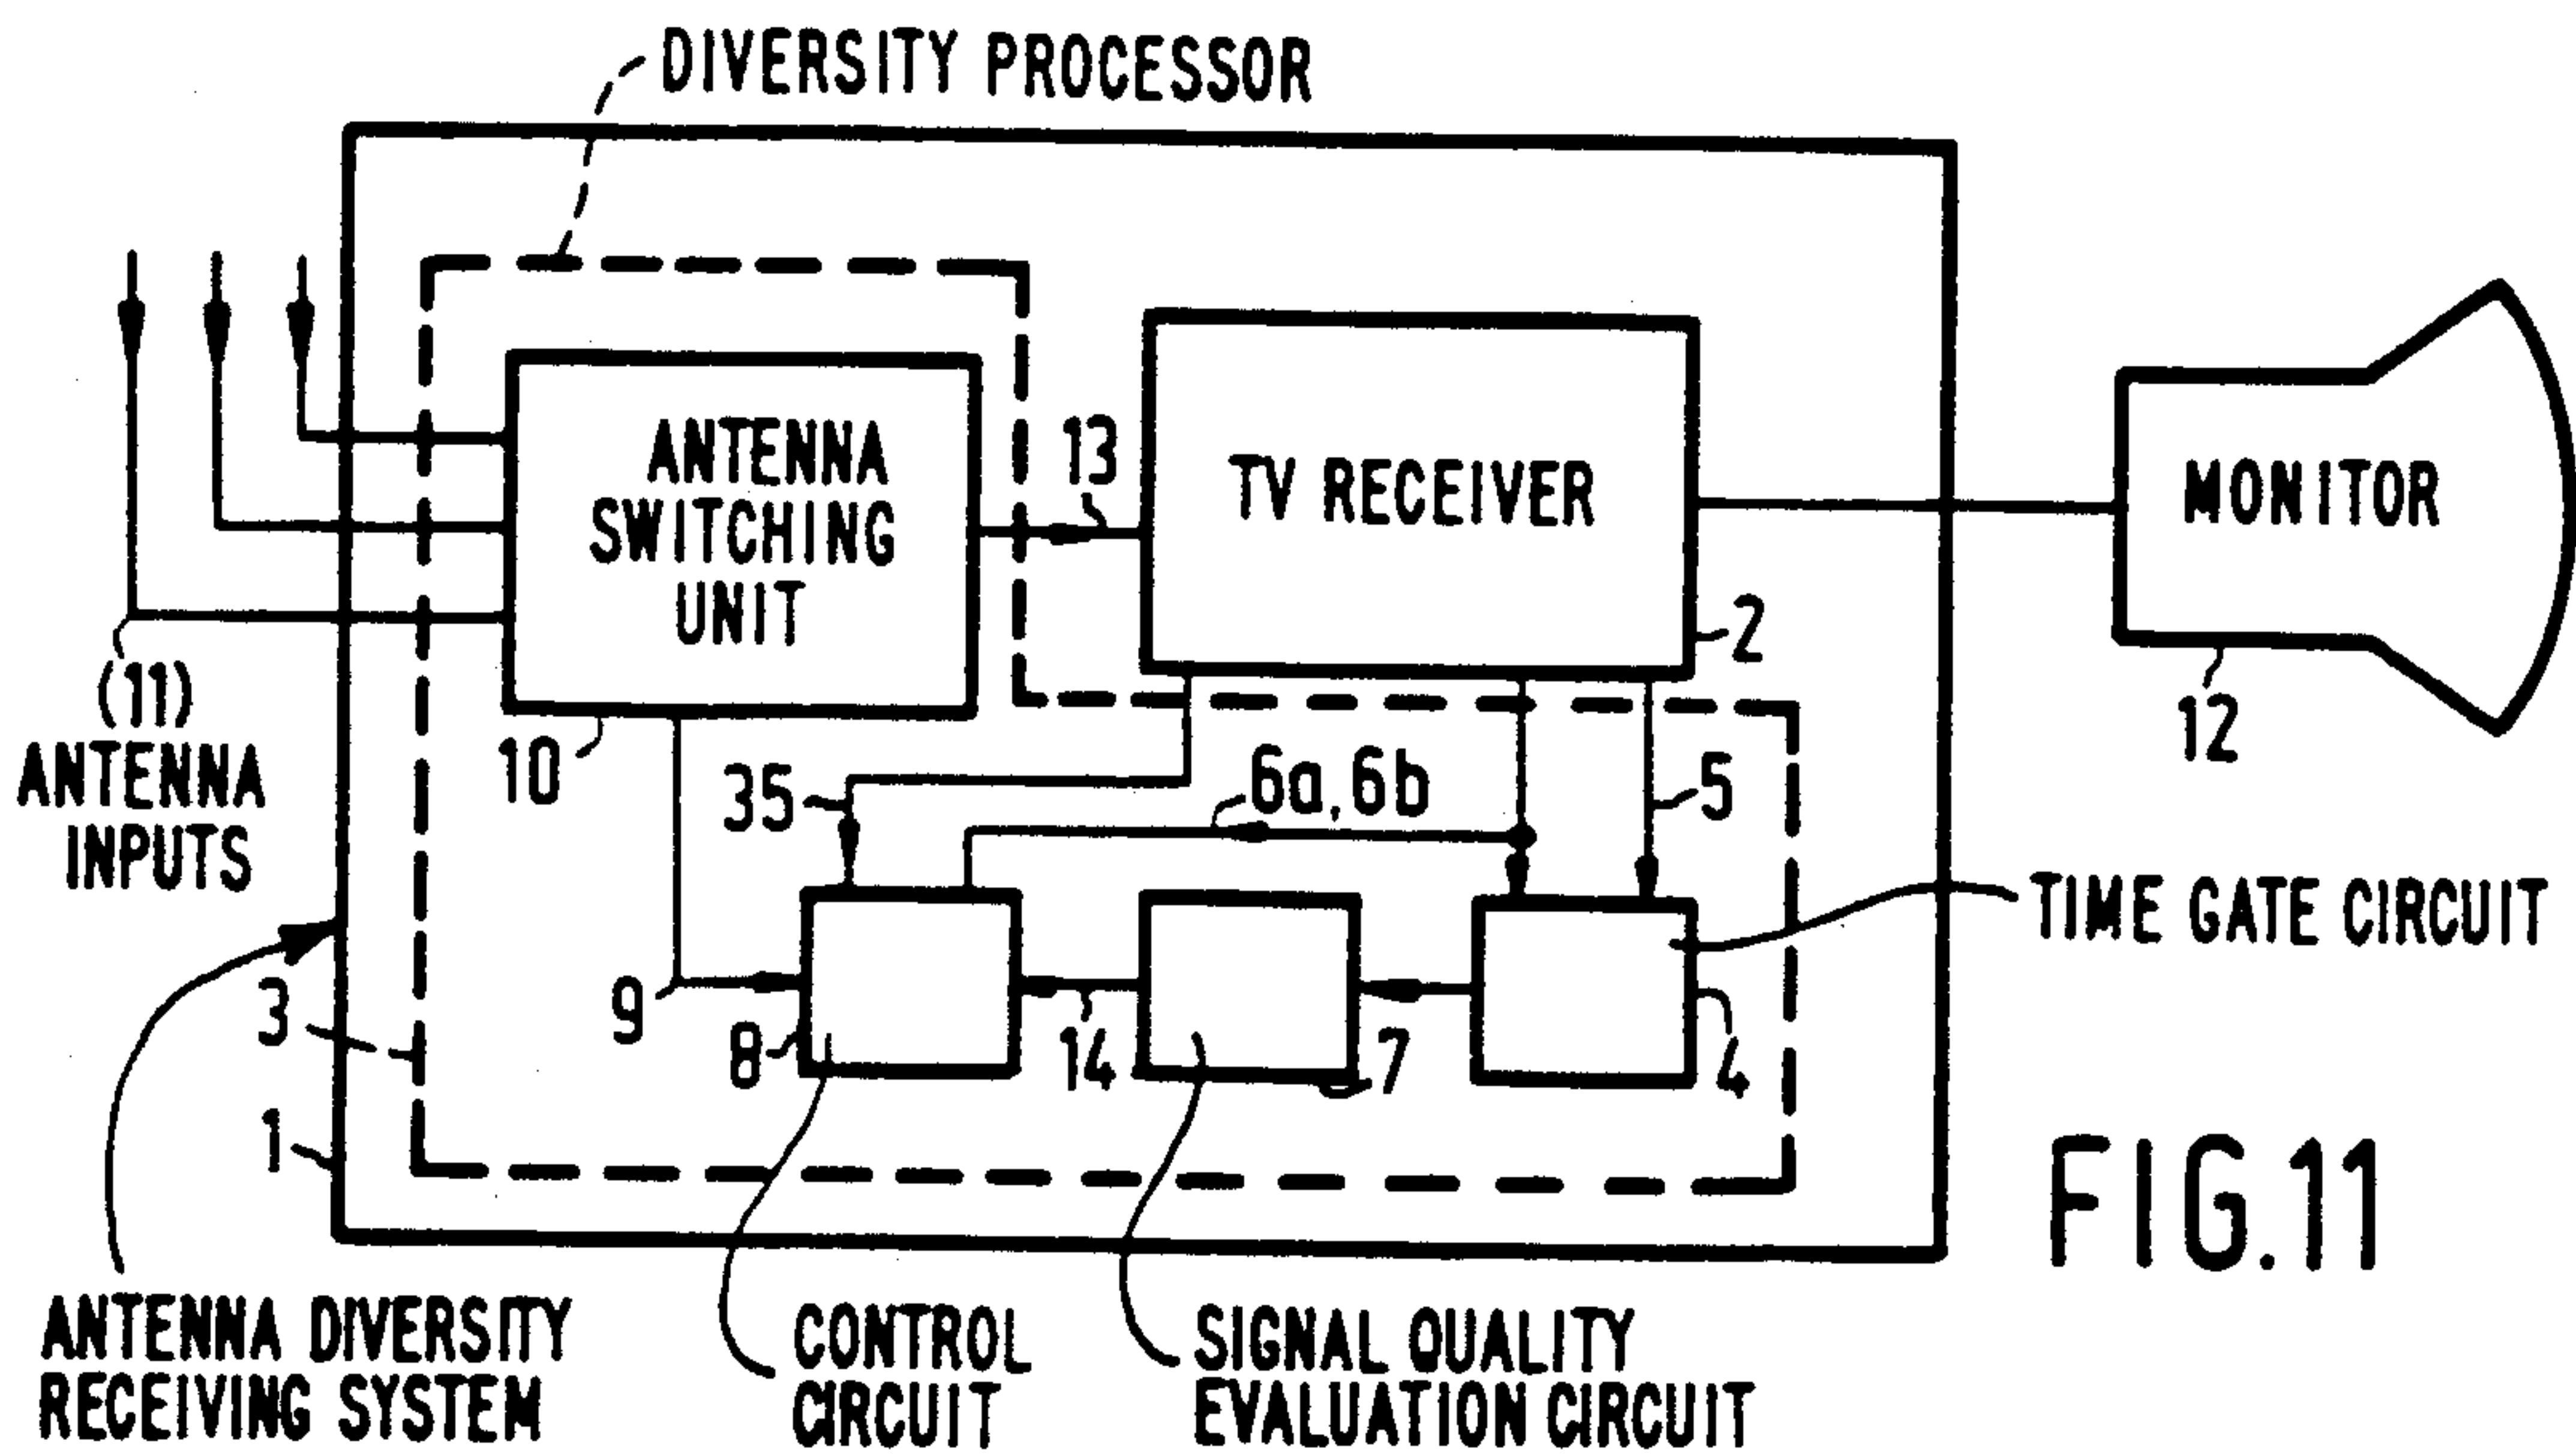 DIVERSITY PROCESSOR
ANTENNA
SWITCHING
UNIT
13
TV RECEIVER
MONITOR
2
12
(11)
ANTENNA
INPUTS
10
35
6a, 6b
5
TIME GATE CIRCUIT
3
9
8
14
7
4
1
FIG.11
ANTENNA DIVERSITY
RECEIVING SYSTEM
CONTROL
CIRCUIT
SIGNAL QUALITY
EVALUATION CIRCUIT